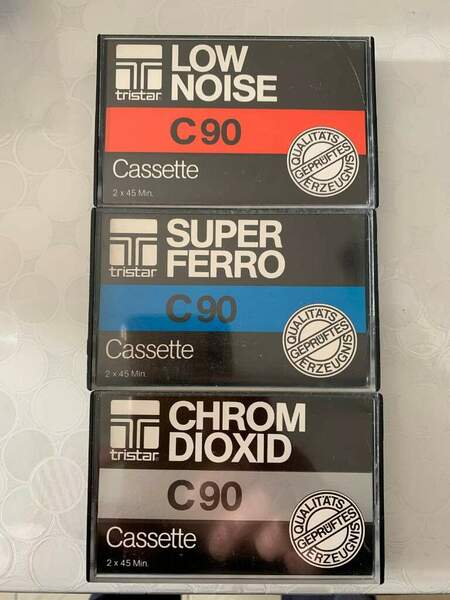 tristar
LOW
NOISE
C90
Cassette
2 x 45 Min.
QUALITÄTS
GEPRÜFTES
ERZEUGNIS
tristar
SUPER
FERRO
C90
Cassette
2 x 45 Min.
QUALITÄTS
GEPRÜFTES
ERZEUGNIS
tristar
CHROM
DIOXID
C90
Cassette
2 x 45 Min.
QUALITÄTS
GEPRÜFTES
ERZEUGNIS